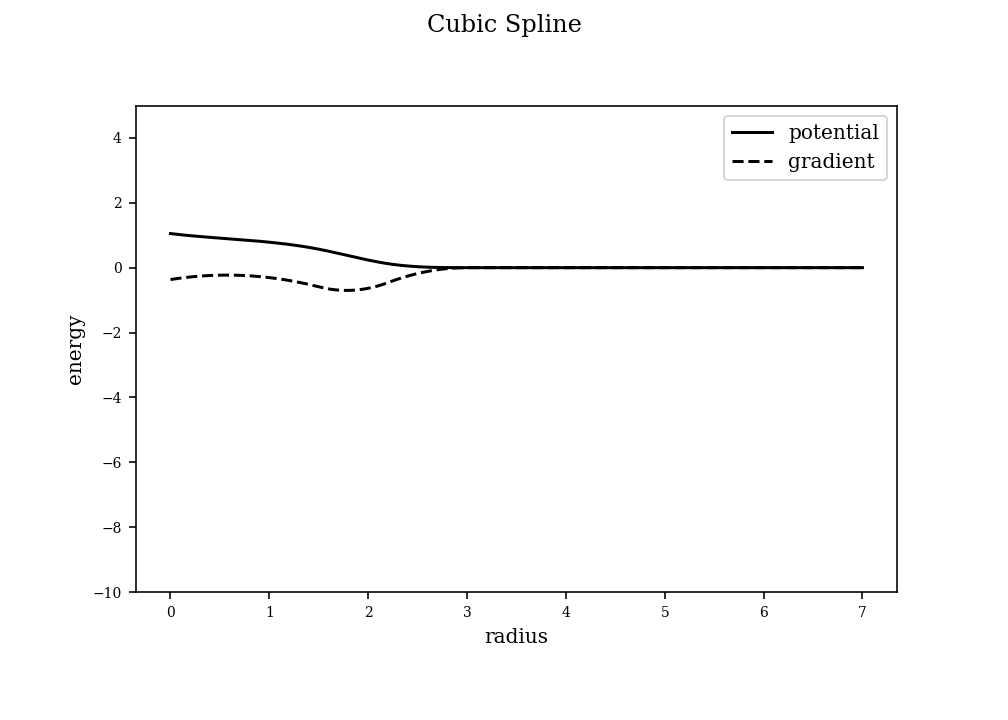 Cubic Spline
potential
gradient
4
2
0
−2
−4
−6
−8
−10
energy
0 1 2 3 4 5 6 7
radius